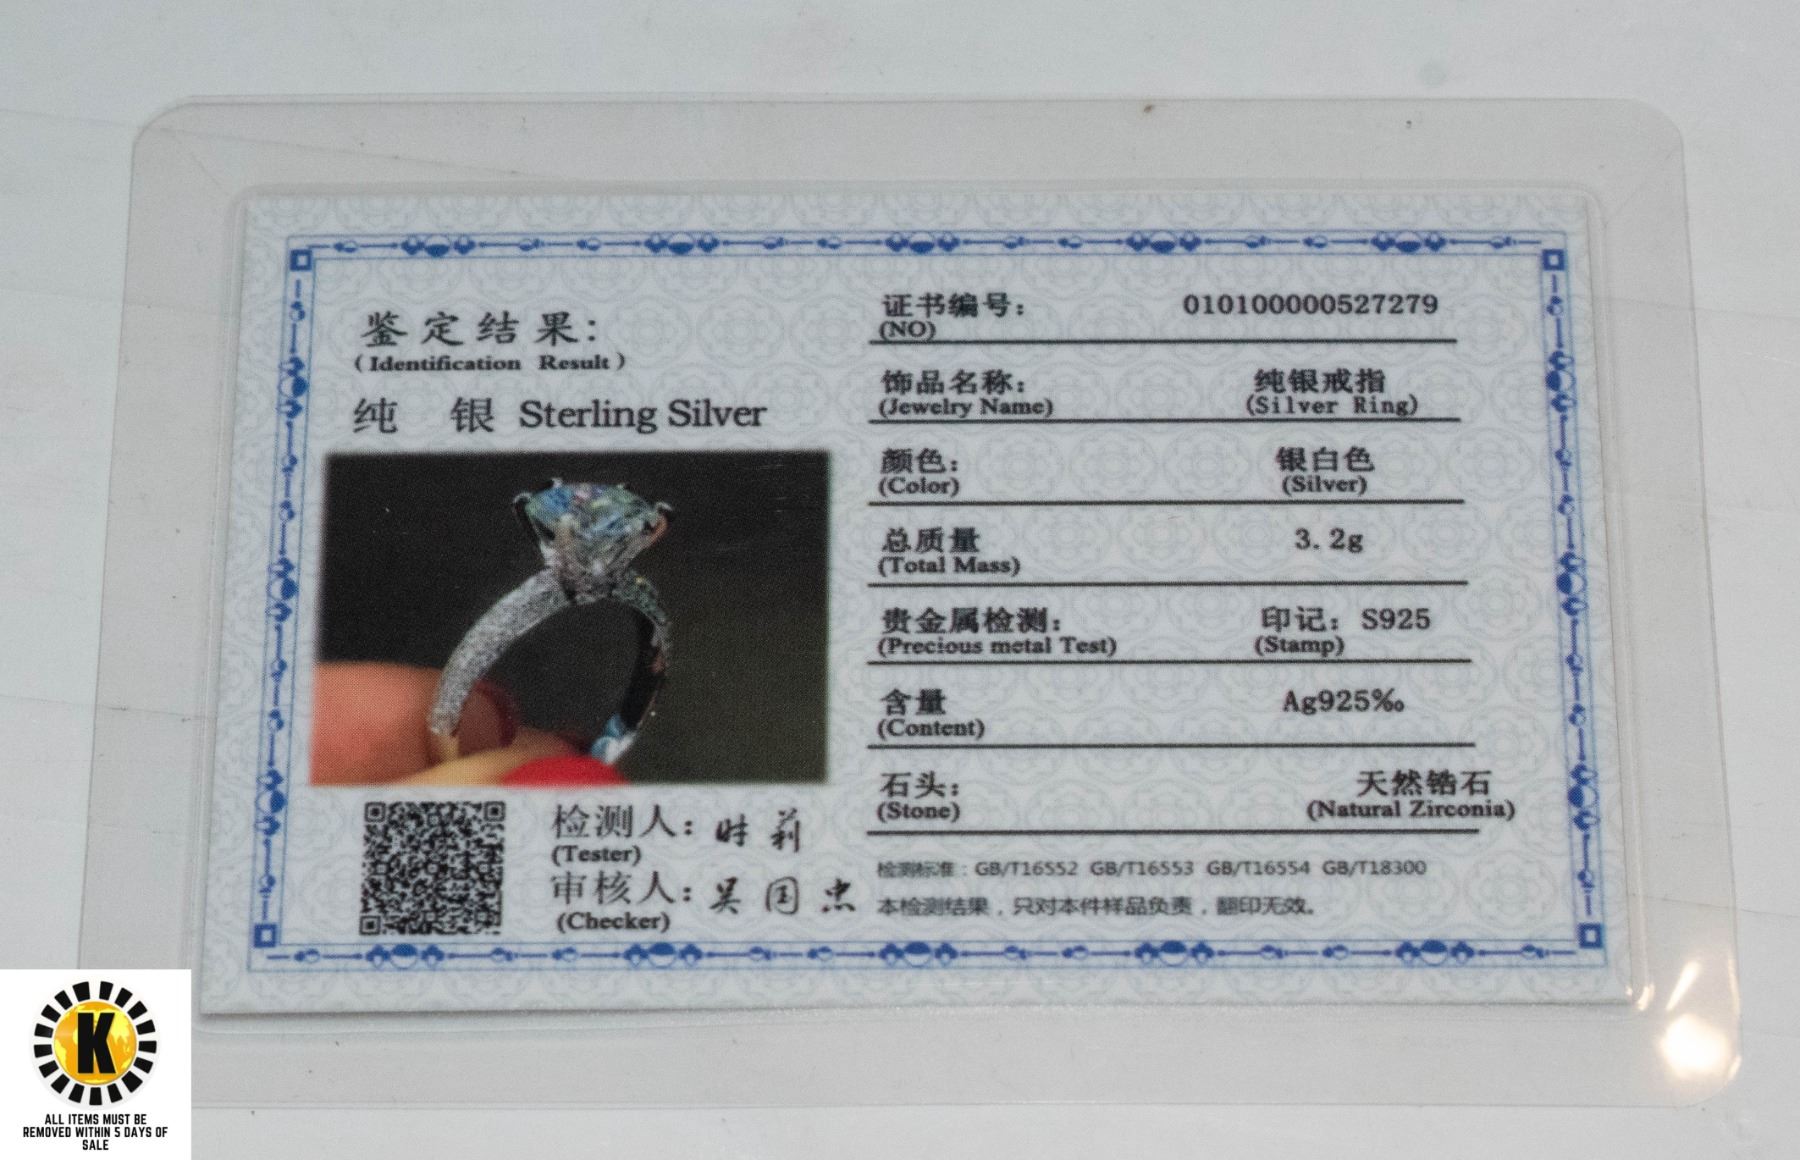 鉴定结果:
(Identification Result)
纯 银 Sterling Silver
检测人: 时莉
(Tester)
审核人: 吴国忠
(Checker)
证书编号: 010100000527279
(NO)
饰品名称: 纯银戒指
(Jewelry Name) (Silver Ring)
颜色: 银白色
(Color) (Silver)
总质量 3.2g
(Total Mass)
贵金属检测: 印记: S925
(Precious metal Test) (Stamp)
含量 Ag925‰
(Content)
石头: 天然锆石
(Stone) (Natural Zirconia)
检测标准:GB/T16552 GB/T16553 GB/T16554 GB/T18300
本检测结果,只对本件样品负责,翻印无效。
K
ALL ITEMS MUST BE
REMOVED WITHIN 5 DAYS OF
SALE